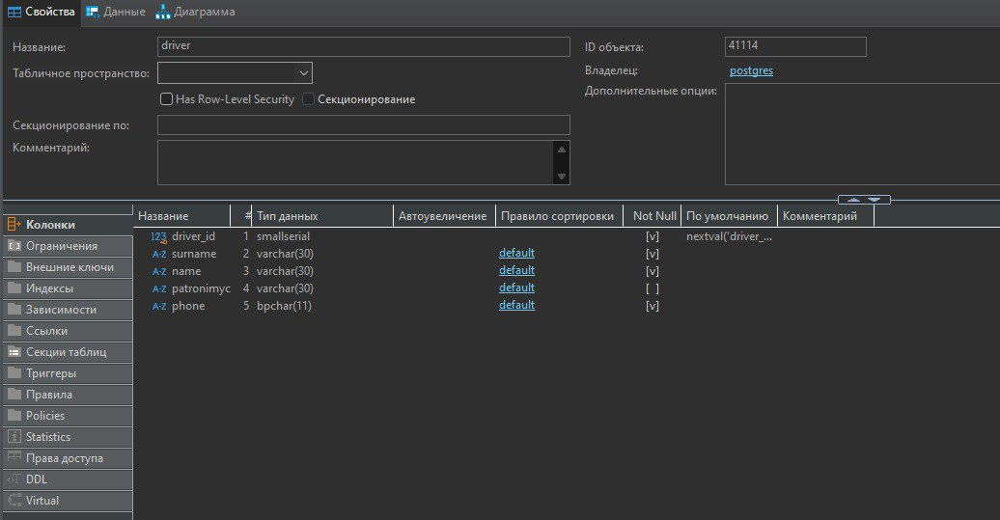 Свойства Данные Диаграмма
Название: driver
ID объекта: 41114
Табличное пространство:
Владелец: postgres
Has Row-Level Security Секционирование
Дополнительные опции:
Секционирование по:
Комментарий:
Название # Тип данных Автоувеличение Правило сортировки Not Null По умолчанию Комментарий
123 driver_id 1 smallserial [v] nextval('driver_...
A-Z surname 2 varchar(30) default [v]
A-Z name 3 varchar(30) default [v]
A-Z patronimyc 4 varchar(30) default [ ]
A-Z phone 5 bpchar(11) default [v]
Колонки
Ограничения
Внешние ключи
Индексы
Зависимости
Ссылки
Секции таблиц
Триггеры
Правила
Policies
Statistics
Права доступа
DDL
Virtual